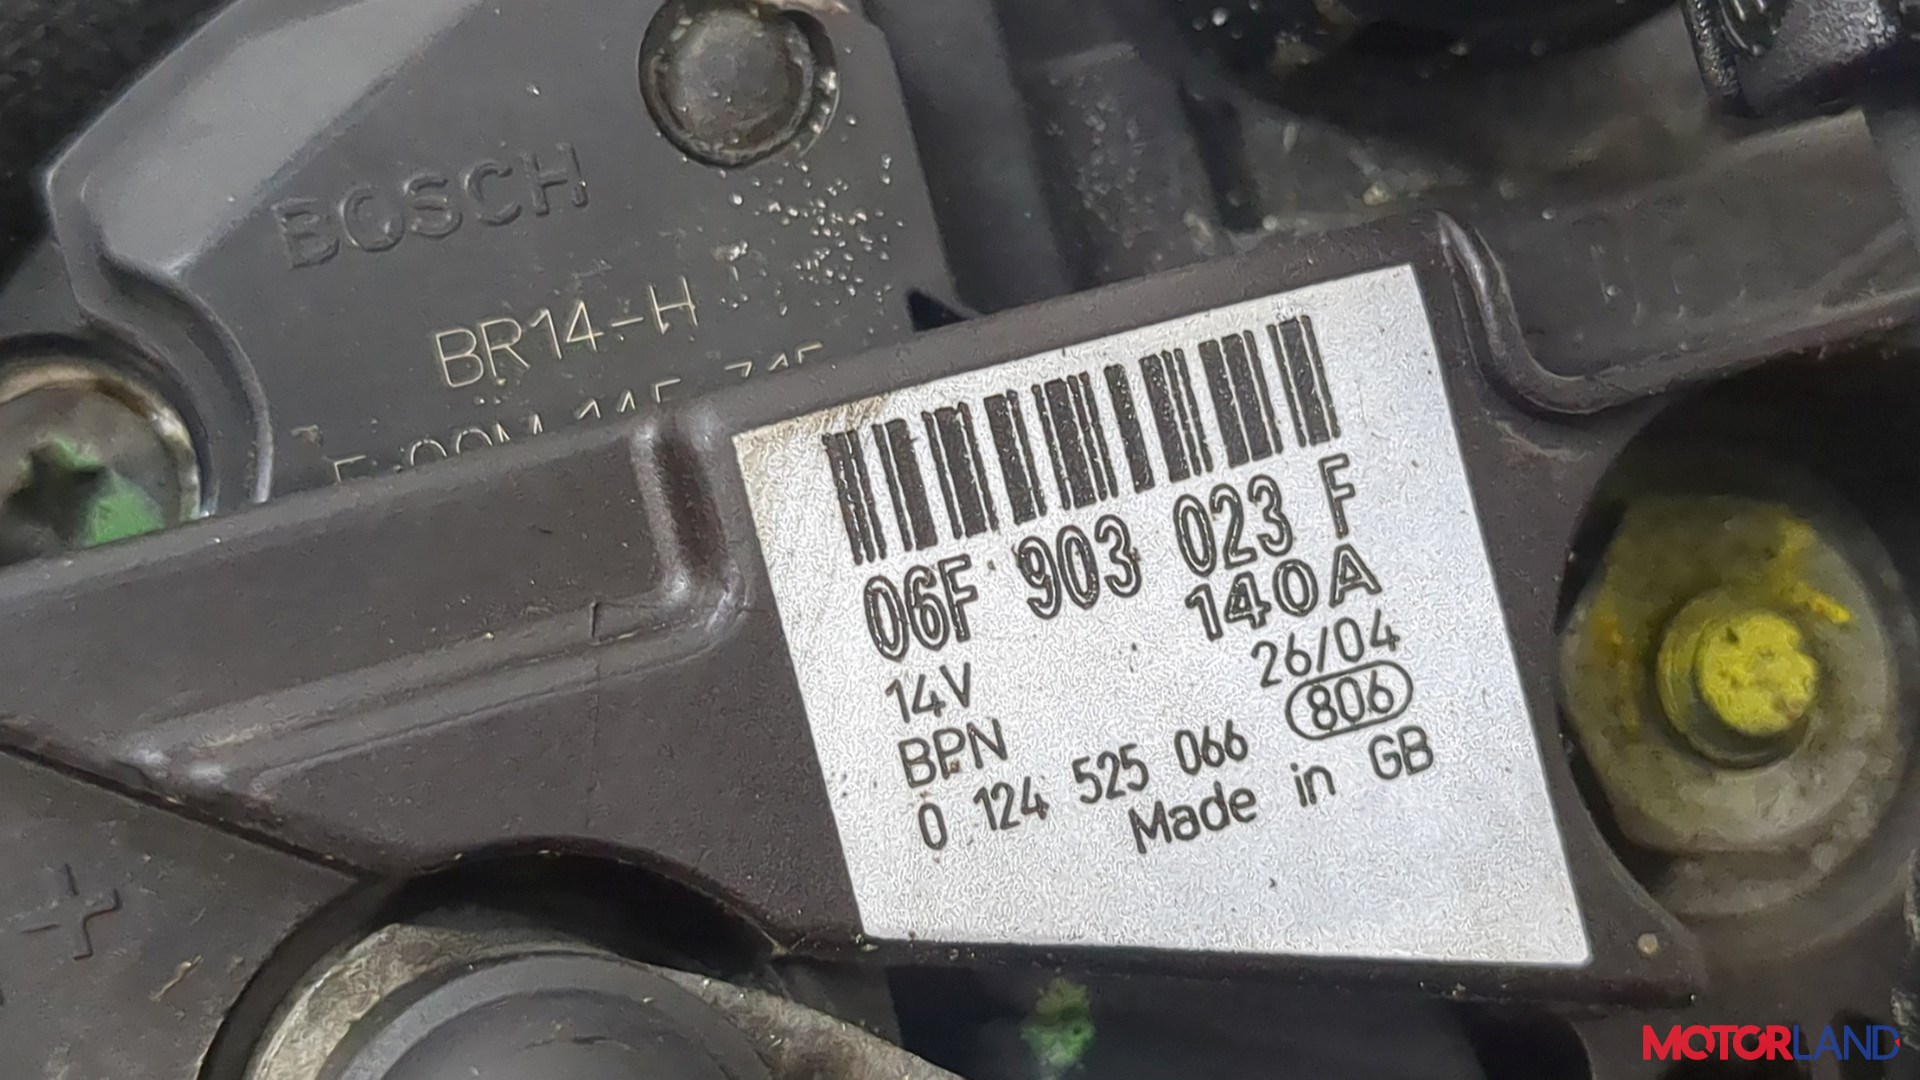 BOSCH
BR14-H
06F 903 023 F
140A
14V
26/04
BPN
806
0 124 525 066
Made in GB
+
MOTORLAND